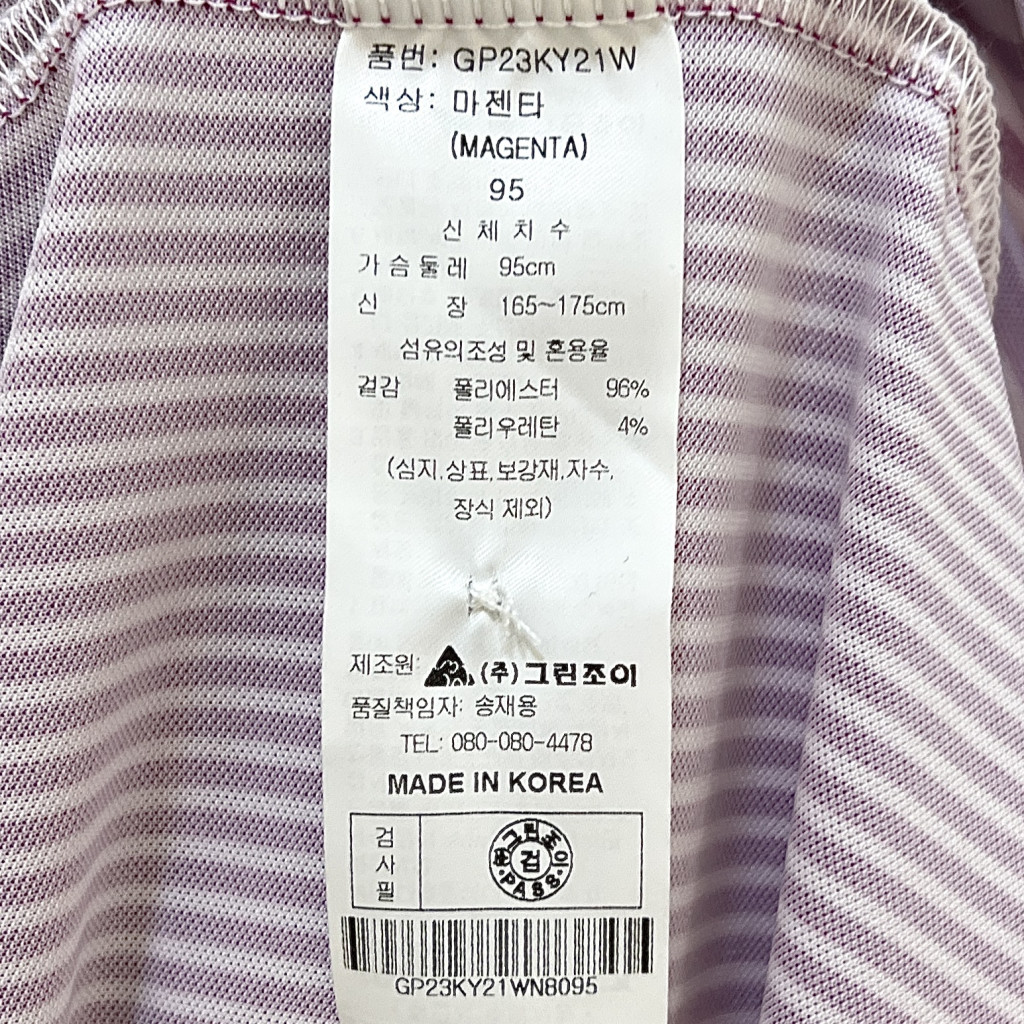 품번: GP23KY21W
색상: 마젠타
(MAGENTA)
95
신 체 치 수
가 슴 둘 레 95cm
신 장 165~175cm
섬유의조성 및 혼용율
겉감 폴리에스터 96%
폴리우레탄 4%
(심지,상표,보강재,자수,
장식 제외)
제조원: (주)그린조이
품질책임자: 송재용
TEL: 080-080-4478
MADE IN KOREA
검사필
그린조이
검
PASS
GP23KY21WN8095